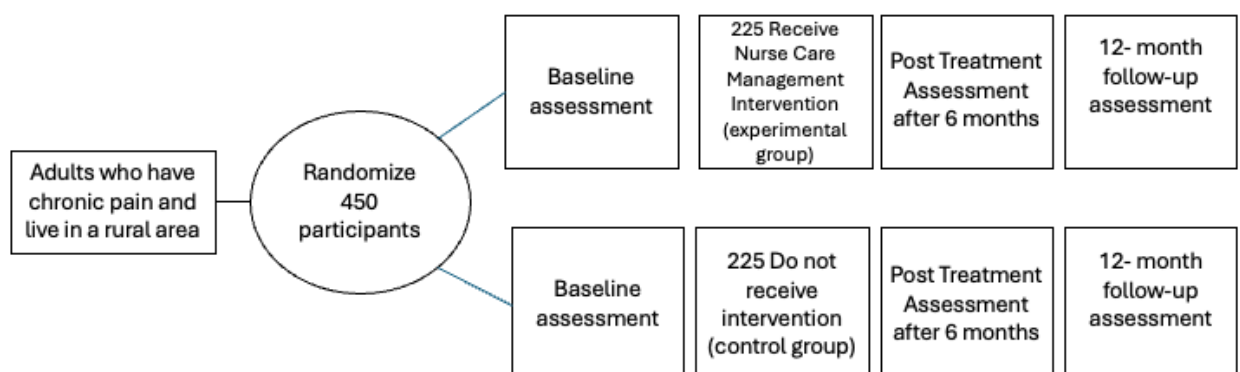 Adults who have
chronic pain and
live in a rural area
Randomize
450
participants
Baseline
assessment
225 Receive
Nurse Care
Management
Intervention
(experimental
group)
Post Treatment
Assessment
after 6 months
12- month
follow-up
assessment
Baseline
assessment
225 Do not
receive
intervention
(control group)
Post Treatment
Assessment
after 6 months
12- month
follow-up
assessment